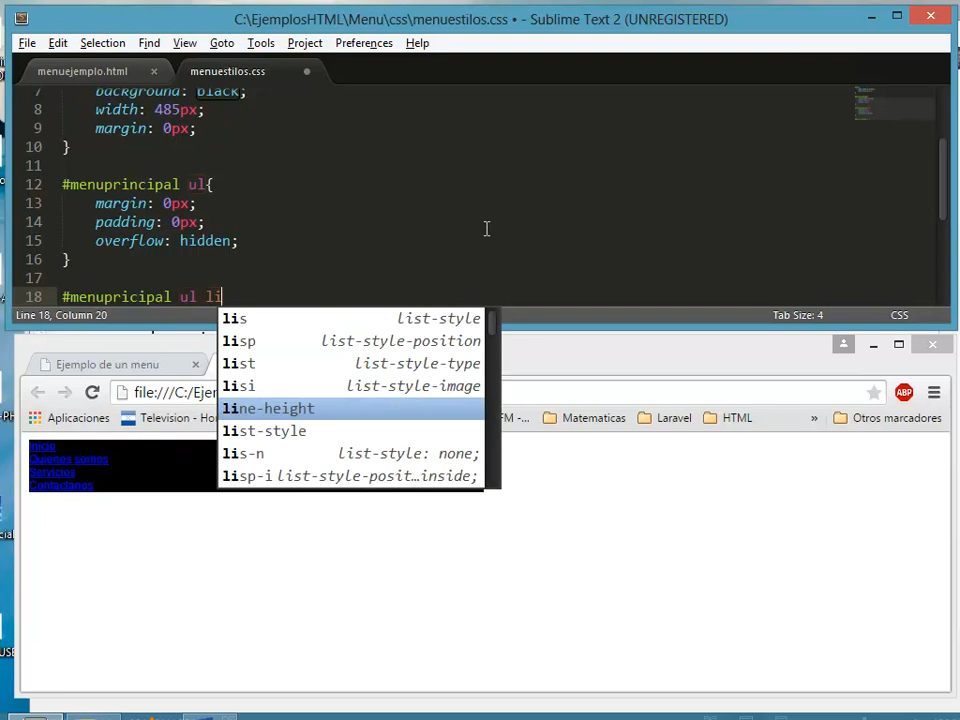 C:\EjemplosHTML\Menu\css\menuestilos.css • - Sublime Text 2 (UNREGISTERED)
File Edit Selection Find View Goto Tools Project Preferences Help
menuejemplo.html × menuestilos.css
7 background: black;
8 width: 485px;
9 margin: 0px;
10 }
11
12 #menuprincipal ul{
13 margin: 0px;
14 padding: 0px;
15 overflow: hidden;
16 }
17
18 #menupricipal ul li
lis list-style
lisp list-style-position
list list-style-type
lisi list-style-image
line-height
list-style
lis-n list-style: none;
lisp-i list-style-posit…inside;
Line 18, Column 20 Tab Size: 4 CSS
Ejemplo de un menu ×
file:///C:/Ejer
ABP
Aplicaciones Television - Hond FM -... Matematicas Laravel HTML » Otros marcadores
Inicio
Quienes somos
Servicios
Contactanos